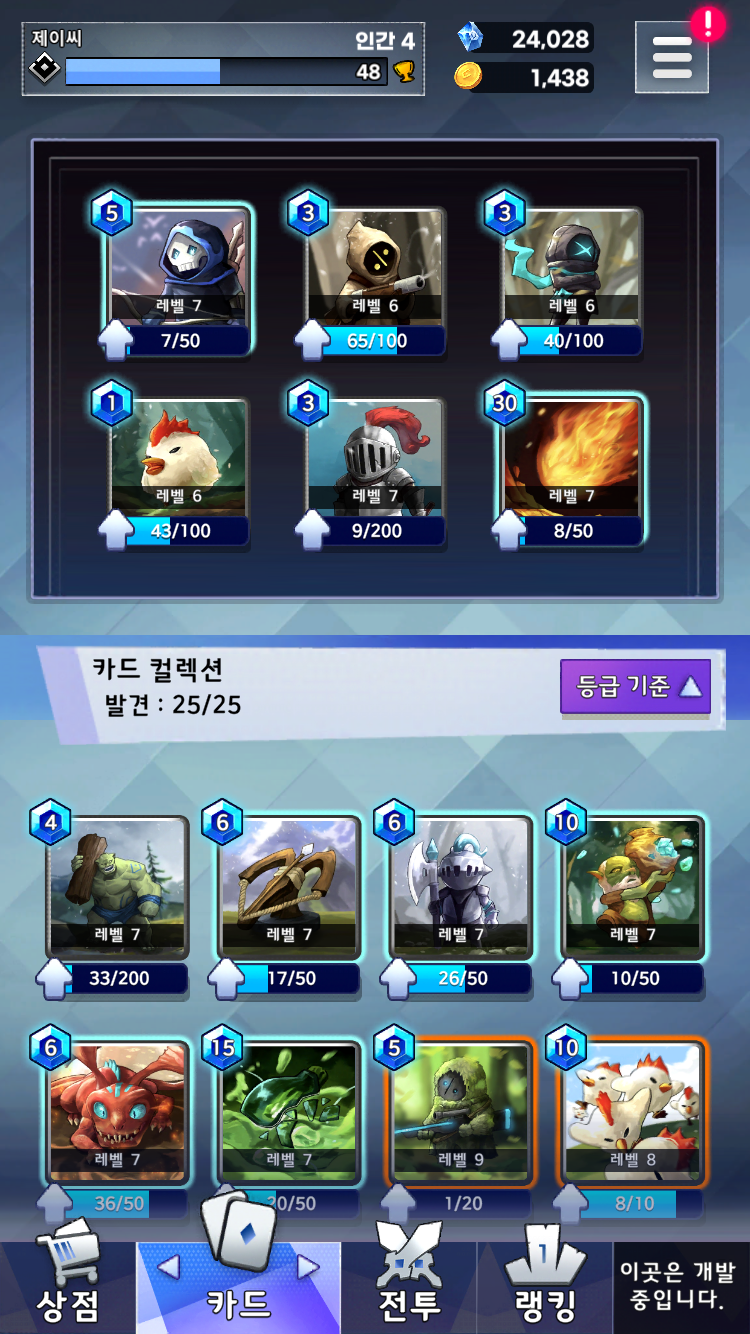 제이씨
인간 4
48
24,028
1,438
!
5
3
3
레벨 7
레벨 6
레벨 6
7/50
65/100
40/100
1
3
30
레벨 6
레벨 7
레벨 7
43/100
9/200
8/50
카드 컬렉션
발견 : 25/25
등급 기준
4
6
6
10
레벨 7
레벨 7
레벨 7
레벨 7
33/200
17/50
26/50
10/50
6
15
5
10
레벨 7
레벨 7
레벨 9
레벨 8
36/50
20/50
1/20
8/10
1
상점
카드
전투
랭킹
이곳은 개발
중입니다.